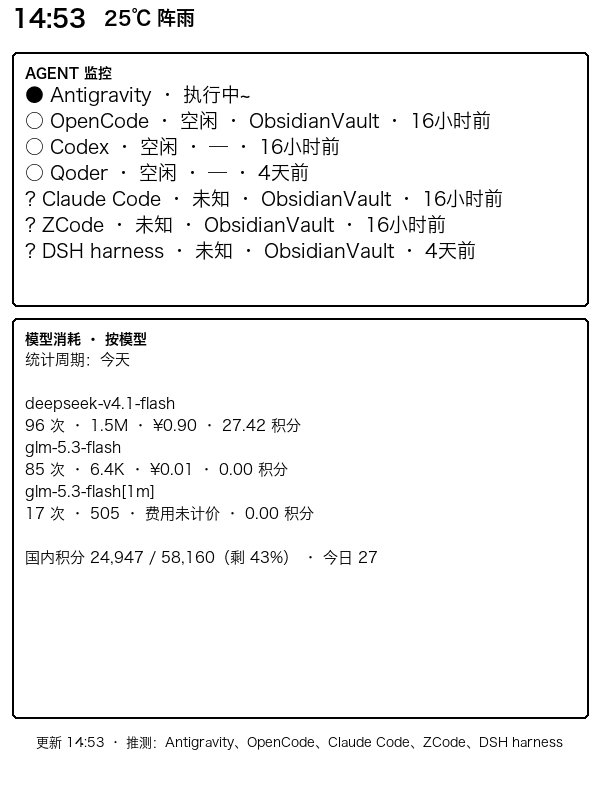 14:53 25℃ 阵雨
AGENT 监控
● Antigravity · 执行中~
○ OpenCode · 空闲 · ObsidianVault · 16小时前
○ Codex · 空闲 · — · 16小时前
○ Qoder · 空闲 · — · 4天前
? Claude Code · 未知 · ObsidianVault · 16小时前
? ZCode · 未知 · ObsidianVault · 16小时前
? DSH harness · 未知 · ObsidianVault · 4天前
模型消耗 · 按模型
统计周期：今天
deepseek-v4.1-flash
96 次 · 1.5M · ¥0.90 · 27.42 积分
glm-5.3-flash
85 次 · 6.4K · ¥0.01 · 0.00 积分
glm-5.3-flash[1m]
17 次 · 505 · 费用未计价 · 0.00 积分
国内积分 24,947 / 58,160（剩 43%） · 今日 27
更新 14:53 · 推测：Antigravity、OpenCode、Claude Code、ZCode、DSH harness